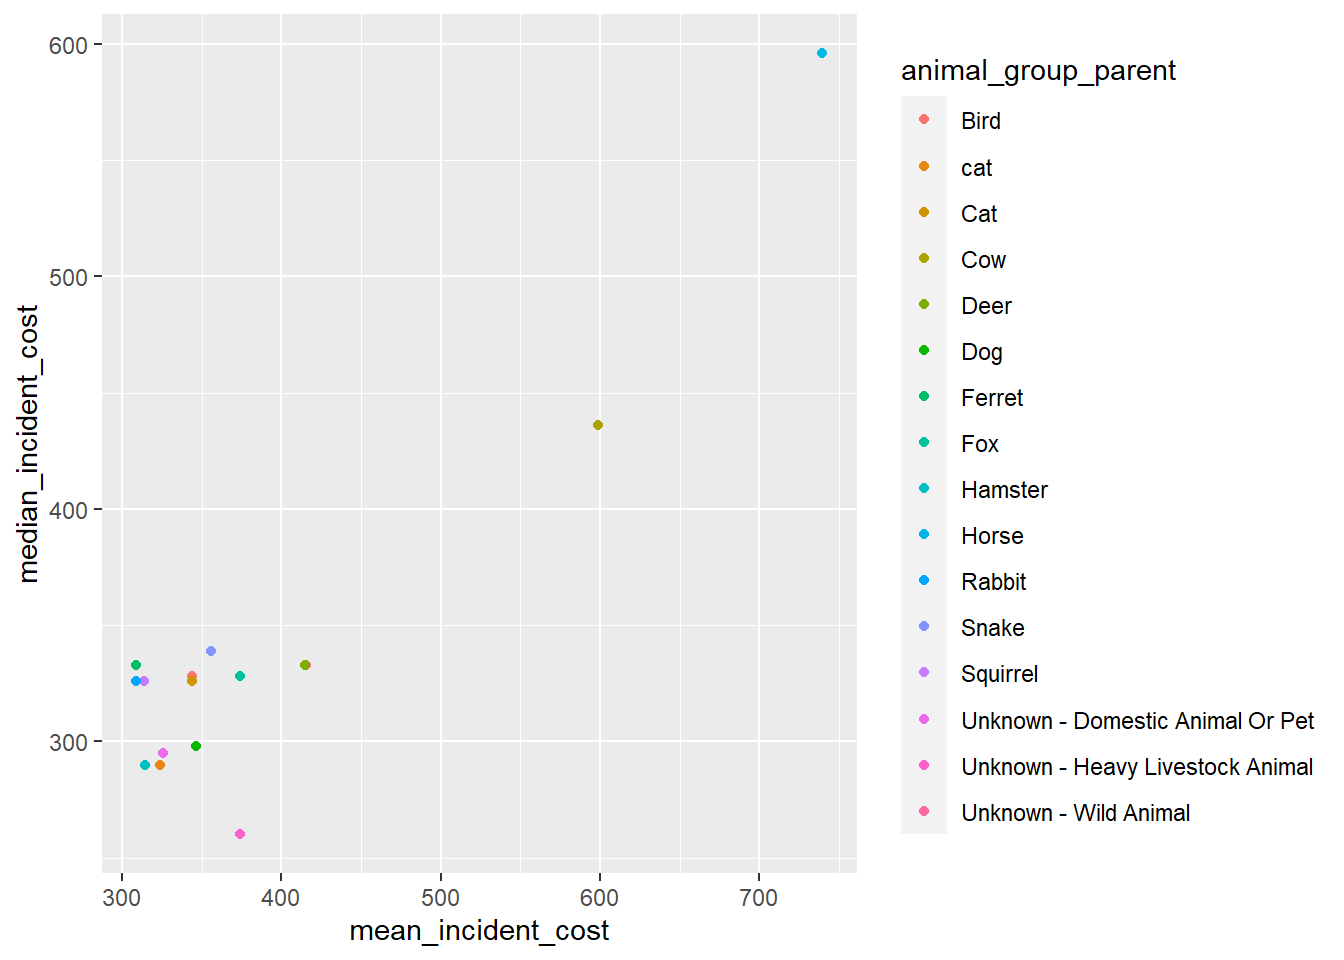 600
500
400
300
median_incident_cost
300
400
500
600
700
mean_incident_cost
animal_group_parent
Bird
cat
Cat
Cow
Deer
Dog
Ferret
Fox
Hamster
Horse
Rabbit
Snake
Squirrel
Unknown - Domestic Animal Or Pet
Unknown - Heavy Livestock Animal
Unknown - Wild Animal